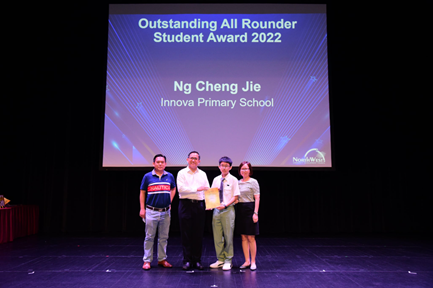 Outstanding All Rounder
Student Award 2022
Ng Cheng Jie
Innova Primary School
NorthWest